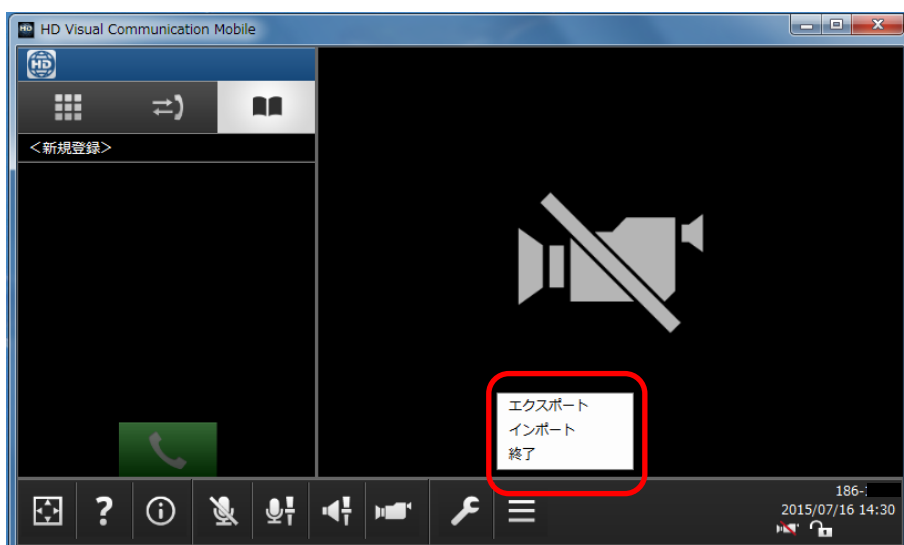 HD Visual Communication Mobile
HD
＜新規登録＞
エクスポート
インポート
終了
?
186-
2015/07/16 14:30